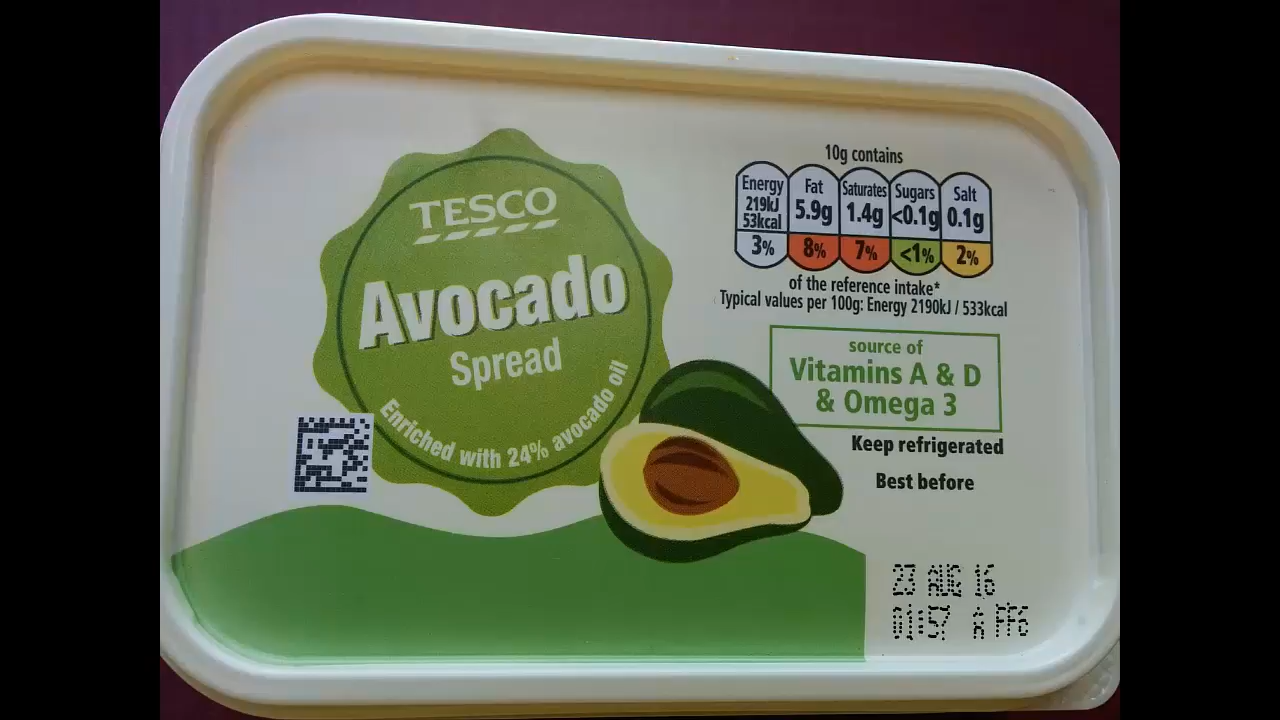 TESCO
Avocado
Spread
Enriched with 24% avocado oil
10g contains
Energy 219kJ 53kcal 3%
Fat 5.9g 8%
Saturates 1.4g 7%
Sugars <0.1g <1%
Salt 0.1g 2%
of the reference intake*
Typical values per 100g: Energy 2190kJ / 533kcal
source of
Vitamins A & D
& Omega 3
Keep refrigerated
Best before
23 AUG 16
01:57 A FF6